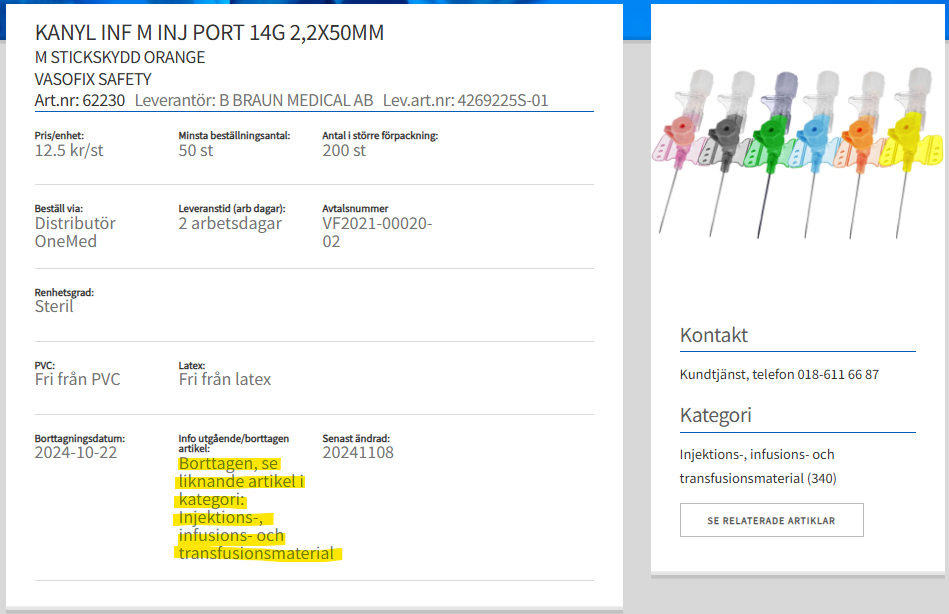 KANYL INF M INJ PORT 14G 2,2X50MM
M STICKSKYDD ORANGE
VASOFIX SAFETY
Art.nr: 62230 Leverantör: B BRAUN MEDICAL AB Lev.art.nr: 4269225S-01
Pris/enhet:
12.5 kr/st
Minsta beställningsantal:
50 st
Antal i större förpackning:
200 st
Beställ via:
Distributör
OneMed
Leveranstid (arb dagar):
2 arbetsdagar
Avtalsnummer
VF2021-00020-
02
Renhetsgrad:
Steril
PVC:
Fri från PVC
Latex:
Fri från latex
Borttagningsdatum:
2024-10-22
Info utgående/borttagen
artikel:
Borttagen, se
liknande artikel i
kategori:
Injektions-,
infusions- och
transfusionsmaterial
Senast ändrad:
20241108
Kontakt
Kundtjänst, telefon 018-611 66 87
Kategori
Injektions-, infusions- och
transfusionsmaterial (340)
SE RELATERADE ARTIKLAR